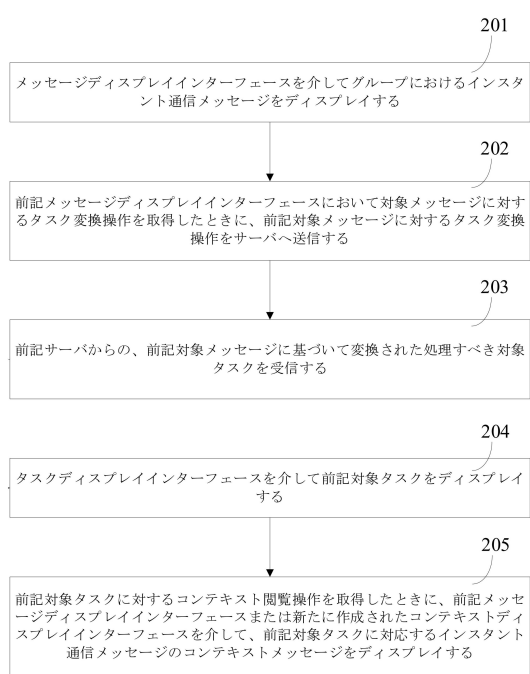 201
メッセージディスプレイインターフェースを介してグループにおけるインスタ
ント通信メッセージをディスプレイする
202
前記メッセージディスプレイインターフェースにおいて対象メッセージに対す
るタスク変換操作を取得したときに、前記対象メッセージに対するタスク変換
操作をサーバへ送信する
203
前記サーバからの、前記対象メッセージに基づいて変換された処理すべき対象
タスクを受信する
204
タスクディスプレイインターフェースを介して前記対象タスクをディスプレイ
する
205
前記対象タスクに対するコンテキスト閲覧操作を取得したときに、前記メッセ
ージディスプレイインターフェースまたは新たに作成されたコンテキストディ
スプレイインターフェースを介して、前記対象タスクに対応するインスタント
通信メッセージのコンテキストメッセージをディスプレイする